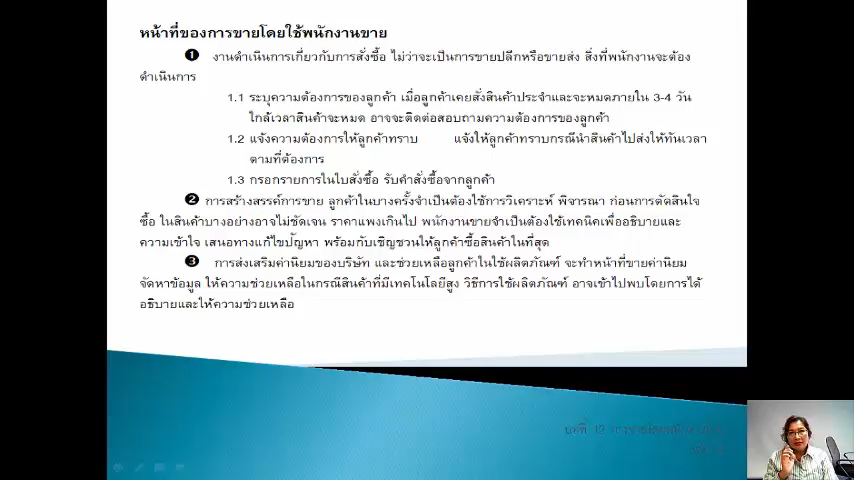 หน้าที่ของการขายโดยใช้พนักงานขาย
❶ งานดำเนินการเกี่ยวกับการสั่งซื้อ ไม่ว่าจะเป็นการขายปลีกหรือขายส่ง สิ่งที่พนักงานจะต้อง
ดำเนินการ
1.1 ระบุความต้องการของลูกค้า เมื่อลูกค้าเคยสั่งสินค้าประจำและจะหมดภายใน 3-4 วัน
ใกล้เวลาสินค้าจะหมด อาจจะติดต่อสอบถามความต้องการของลูกค้า
1.2 แจ้งความต้องการให้ลูกค้าทราบ แจ้งให้ลูกค้าทราบกรณีนำสินค้าไปส่งให้ทันเวลา
ตามที่ต้องการ
1.3 กรอกรายการในใบสั่งซื้อ รับคำสั่งซื้อจากลูกค้า
❷ การสร้างสรรค์การขาย ลูกค้าในบางครั้งจำเป็นต้องใช้การวิเคราะห์ พิจารณา ก่อนการตัดสินใจ
ซื้อ ในสินค้าบางอย่างอาจไม่ชัดเจน ราคาแพงเกินไป พนักงานขายจำเป็นต้องใช้เทคนิคเพื่ออธิบายและ
ความเข้าใจ เสนอทางแก้ไขปัญหา พร้อมกับเชิญชวนให้ลูกค้าซื้อสินค้าในที่สุด
❸ การส่งเสริมค่านิยมของบริษัท และช่วยเหลือลูกค้าในใช้ผลิตภัณฑ์ จะทำหน้าที่ขายค่านิยม
จัดหาข้อมูล ให้ความช่วยเหลือในกรณีสินค้าที่มีเทคโนโลยีสูง วิธีการใช้ผลิตภัณฑ์ อาจเข้าไปพบโดยการได้
อธิบายและให้ความช่วยเหลือ
บทที่ 12